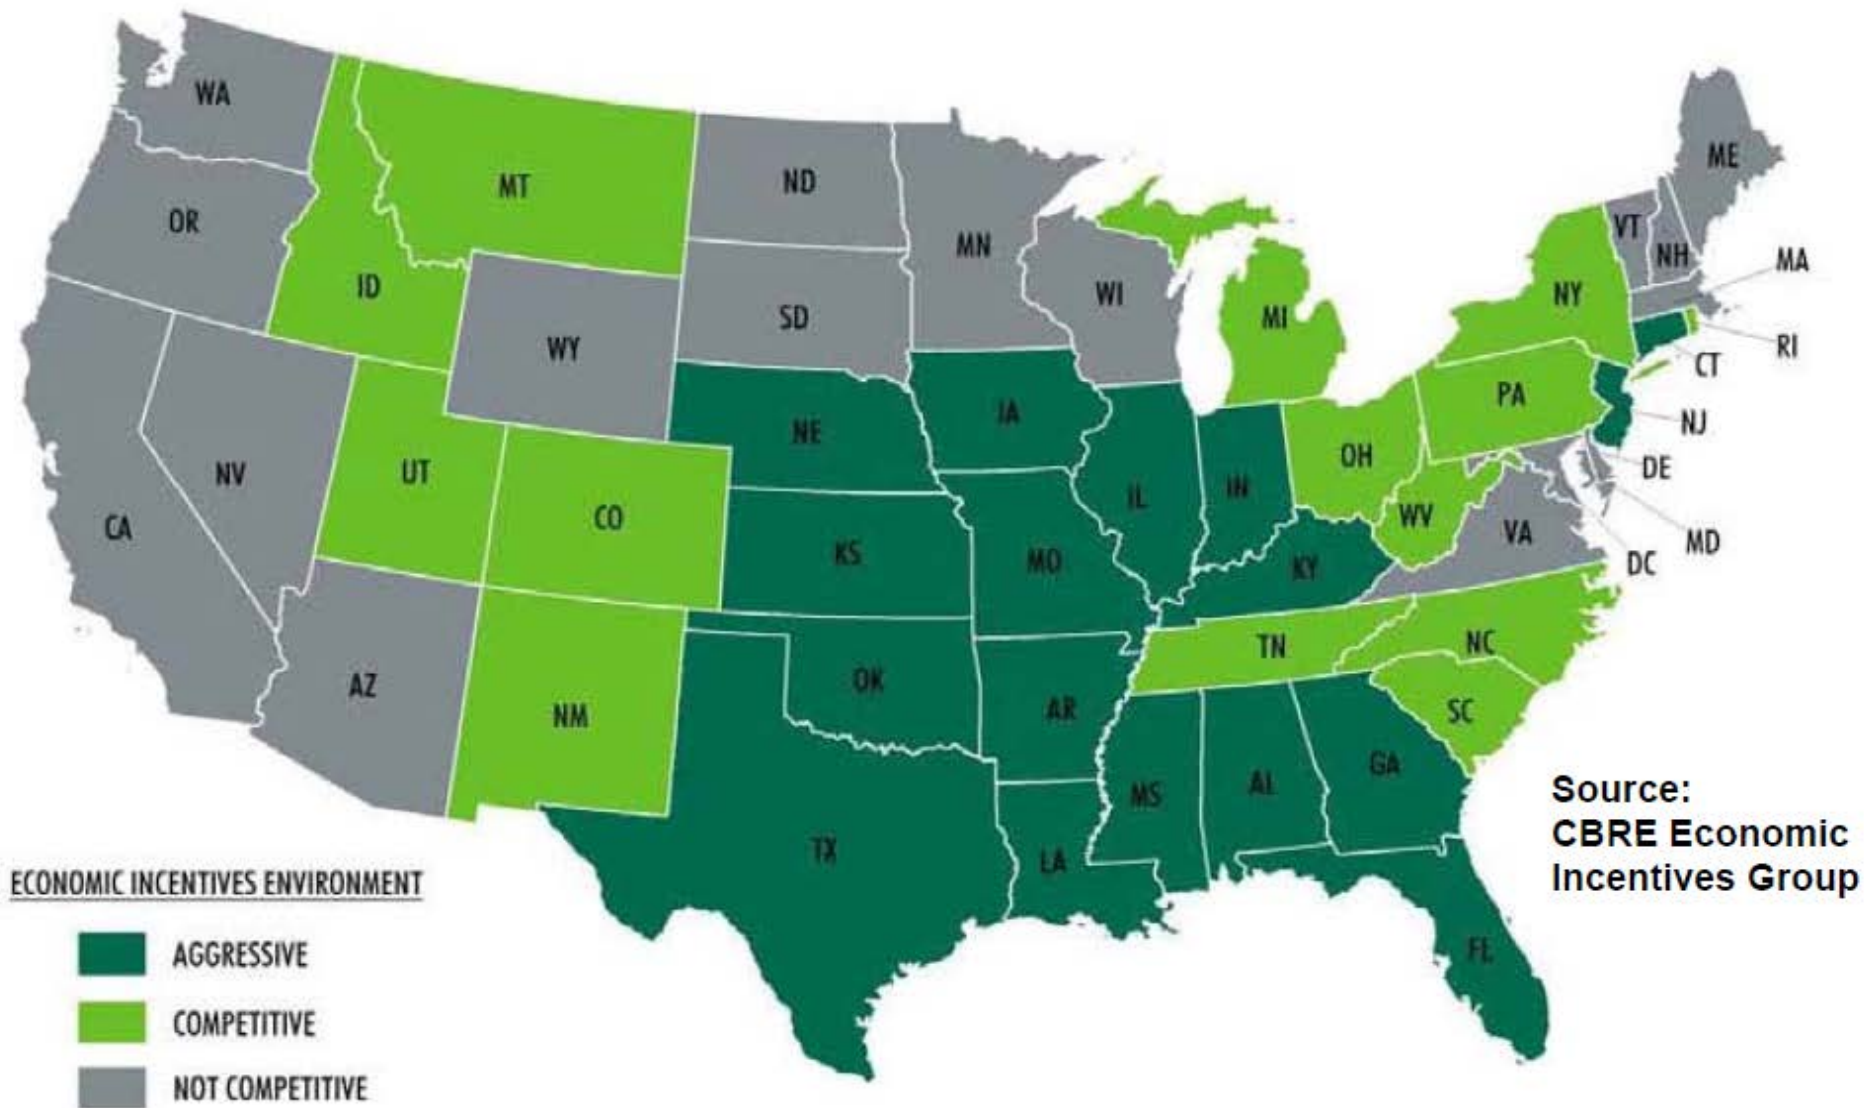 WA
ME
MT
ND
VT
OR
MN
NH
MA
ID
WI
NY
SD
MI
RI
WY
CT
PA
IA
NJ
NE
OH
DE
UT
NV
IN
IL
CO
WV
CA
VA
MD
KS
MO
DC
KY
NC
TN
OK
AZ
AR
SC
NM
GA
AL
MS
Source:
CBRE Economic
Incentives Group
TX
LA
FL
ECONOMIC INCENTIVES ENVIRONMENT
AGGRESSIVE
COMPETITIVE
NOT COMPETITIVE